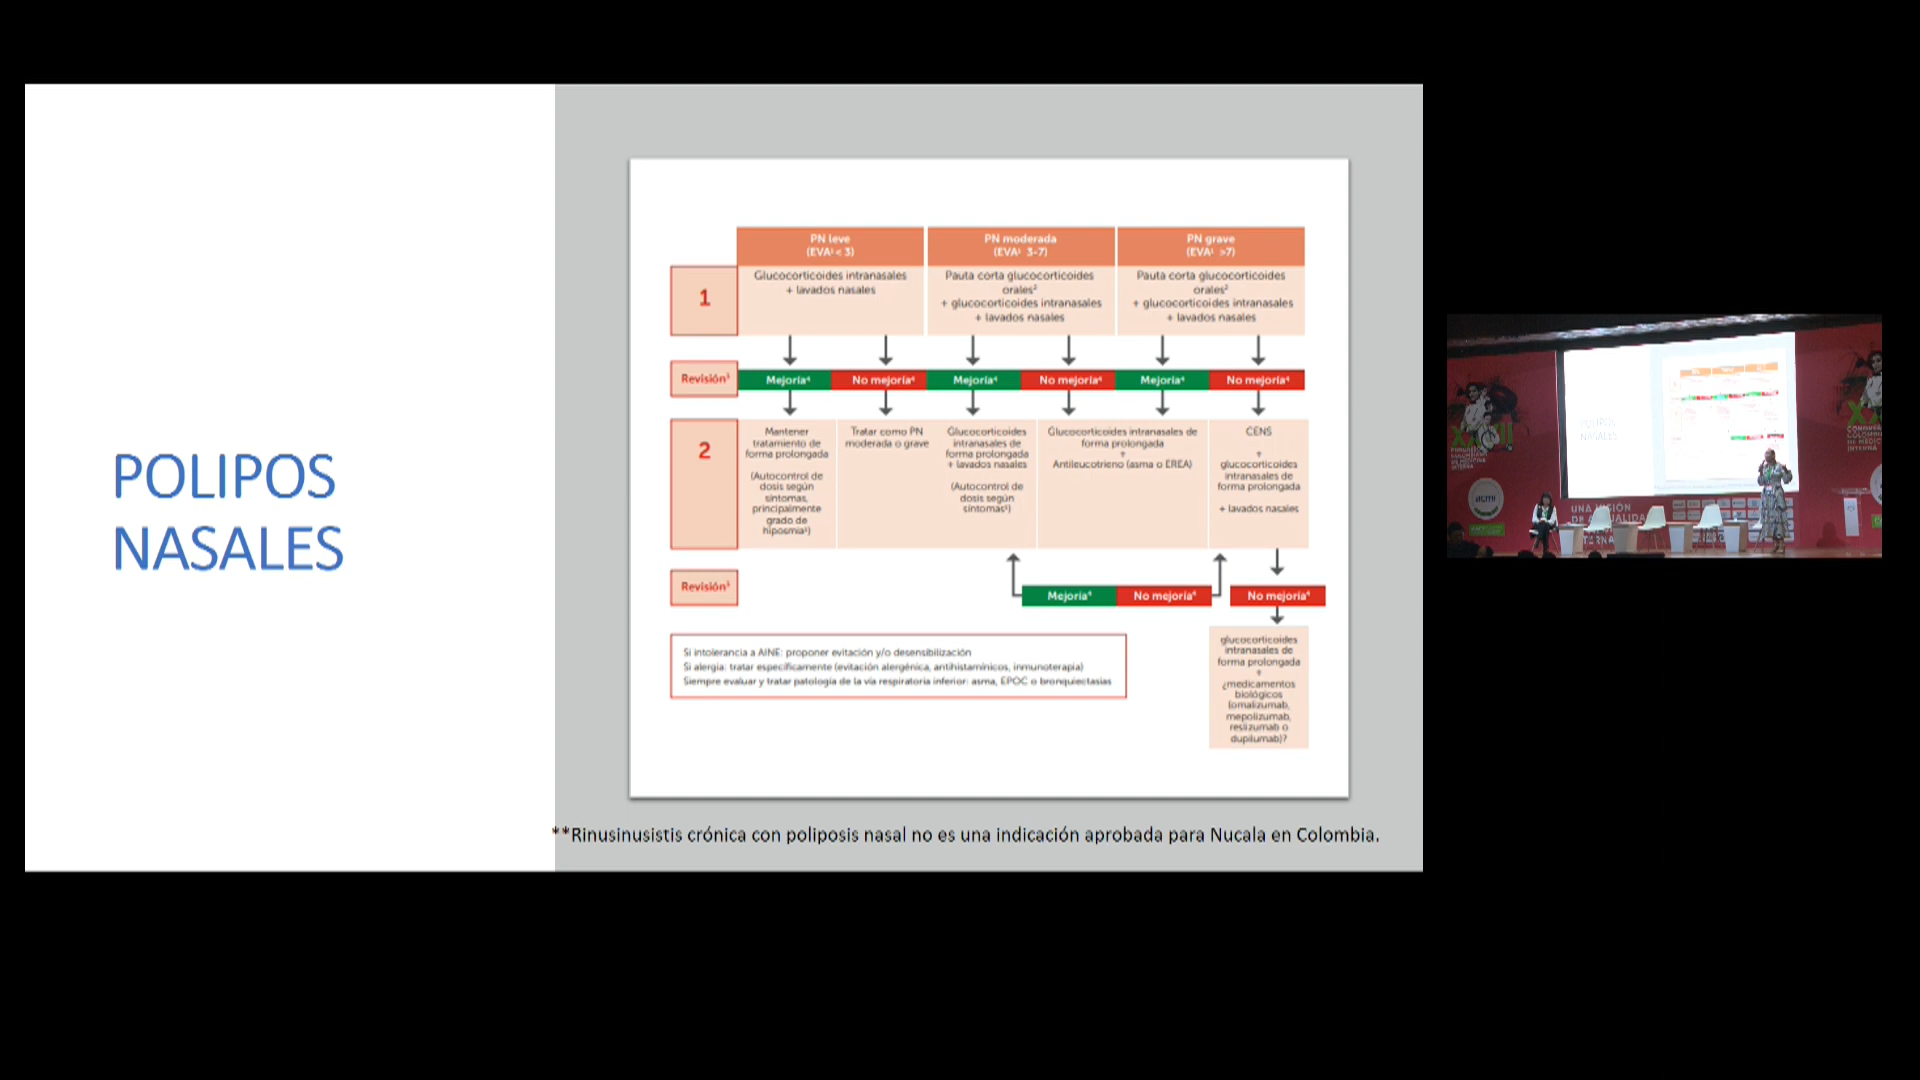 POLIPOS
NASALES
PN leve
(EVA¹ < 3)
PN moderada
(EVA¹ 3-7)
PN grave
(EVA¹ >7)
1
Glucocorticoides intranasales
+ lavados nasales
Pauta corta glucocorticoides
orales²
+ glucocorticoides intranasales
+ lavados nasales
Pauta corta glucocorticoides
orales²
+ glucocorticoides intranasales
+ lavados nasales
Revisión³
Mejoría⁴
No mejoría⁴
Mejoría⁴
No mejoría⁴
Mejoría⁴
No mejoría⁴
2
Mantener
tratamiento de
forma prolongada
(Autocontrol de
dosis según
síntomas,
principalmente
grado de
hiposmia⁵)
Tratar como PN
moderada o grave
Glucocorticoides
intranasales de
forma prolongada
+ lavados nasales
(Autocontrol de
dosis según
síntomas⁵)
Glucocorticoides intranasales de
forma prolongada
+
Antileucotrieno (asma o EREA)
CENS
+
glucocorticoides
intranasales de
forma prolongada
+ lavados nasales
Revisión³
Mejoría⁴
No mejoría⁴
No mejoría⁴
glucocorticoides
intranasales de
forma prolongada
+
¿medicamentos
biológicos
(omalizumab,
mepolizumab,
reslizumab o
dupilumab)?
Si intolerancia a AINE: proponer evitación y/o desensibilización
Si alergia: tratar específicamente (evitación alergénica, antihistamínicos, inmunoterapia)
Siempre evaluar y tratar patología de la vía respiratoria inferior: asma, EPOC o bronquiectasias
**Rinusinusistis crónica con poliposis nasal no es una indicación aprobada para Nucala en Colombia.
POLIPOS
NASALES
acmi
UNA VISIÓN